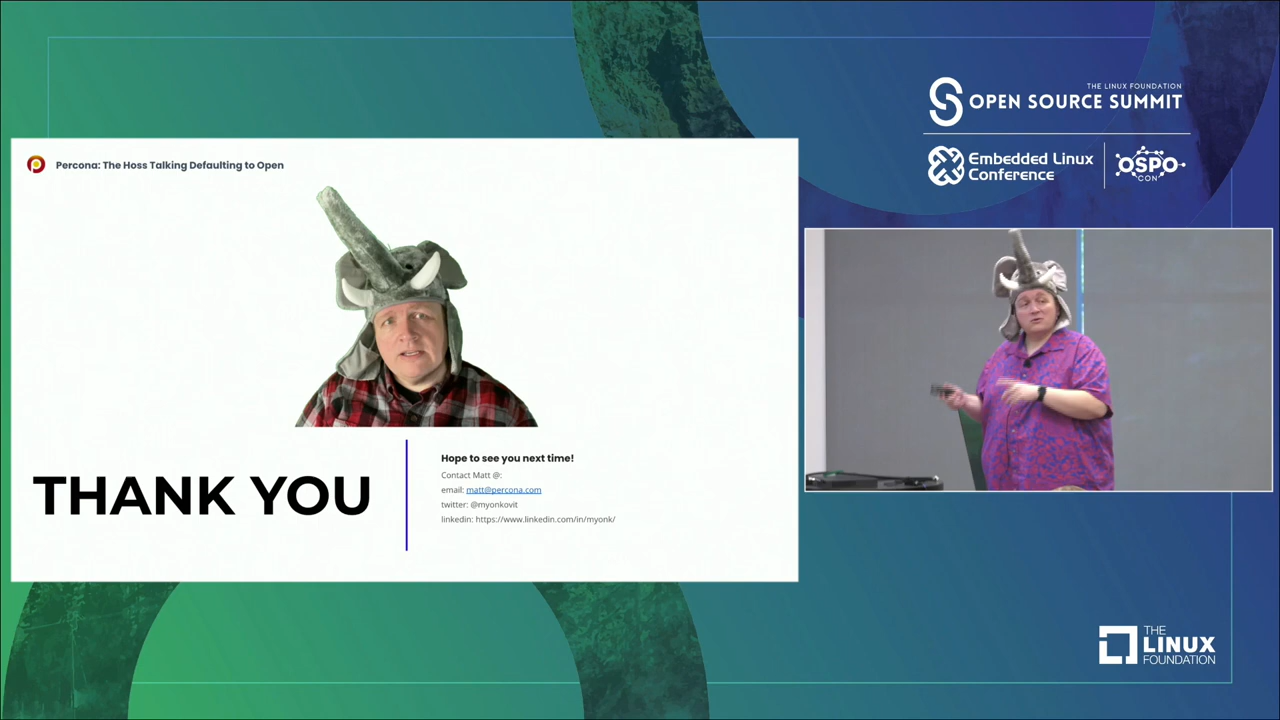 THE LINUX FOUNDATION
OPEN SOURCE SUMMIT
Embedded Linux
Conference
OSPO
CON
Percona: The Hoss Talking Defaulting to Open
THANK YOU
Hope to see you next time!
Contact Matt @:
email: matt@percona.com
twitter: @myonkovit
linkedin: https://www.linkedin.com/in/myonk/
THE
LINUX
FOUNDATION